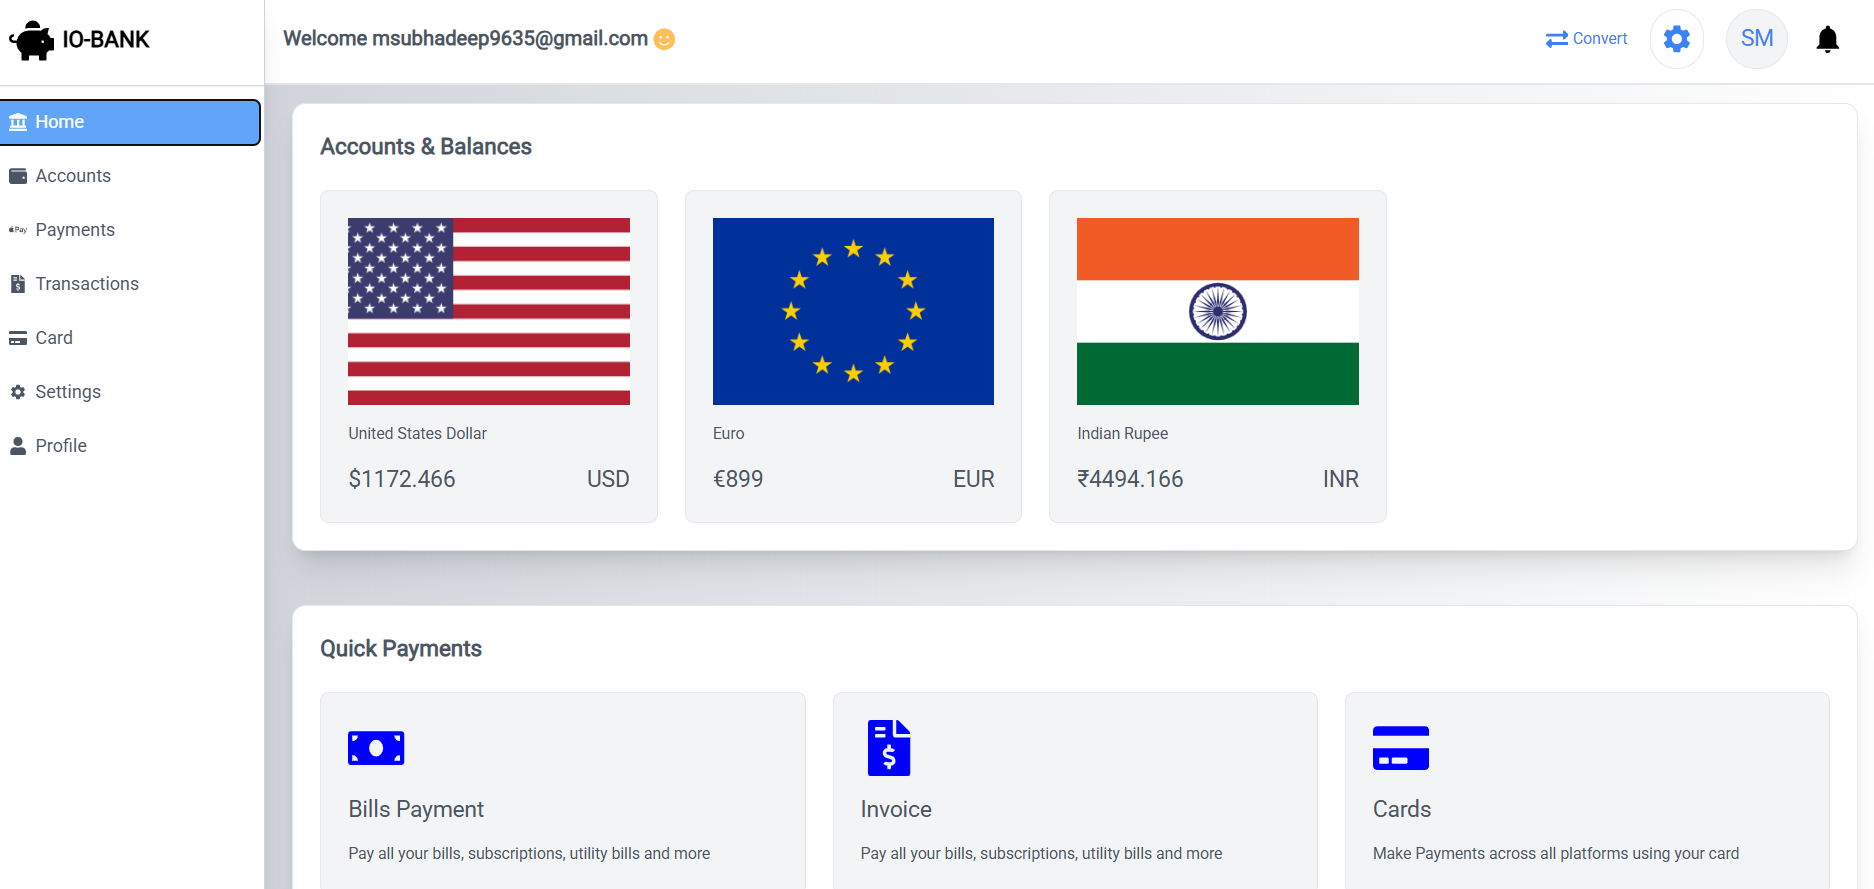 IO-BANK
Welcome msubhadeep9635@gmail.com
Convert
SM
Home
Accounts
Pay Payments
Transactions
Card
Settings
Profile
Accounts & Balances
United States Dollar
$1172.466 USD
Euro
€899 EUR
Indian Rupee
₹4494.166 INR
Quick Payments
Bills Payment
Pay all your bills, subscriptions, utility bills and more
$
Invoice
Pay all your bills, subscriptions, utility bills and more
Cards
Make Payments across all platforms using your card